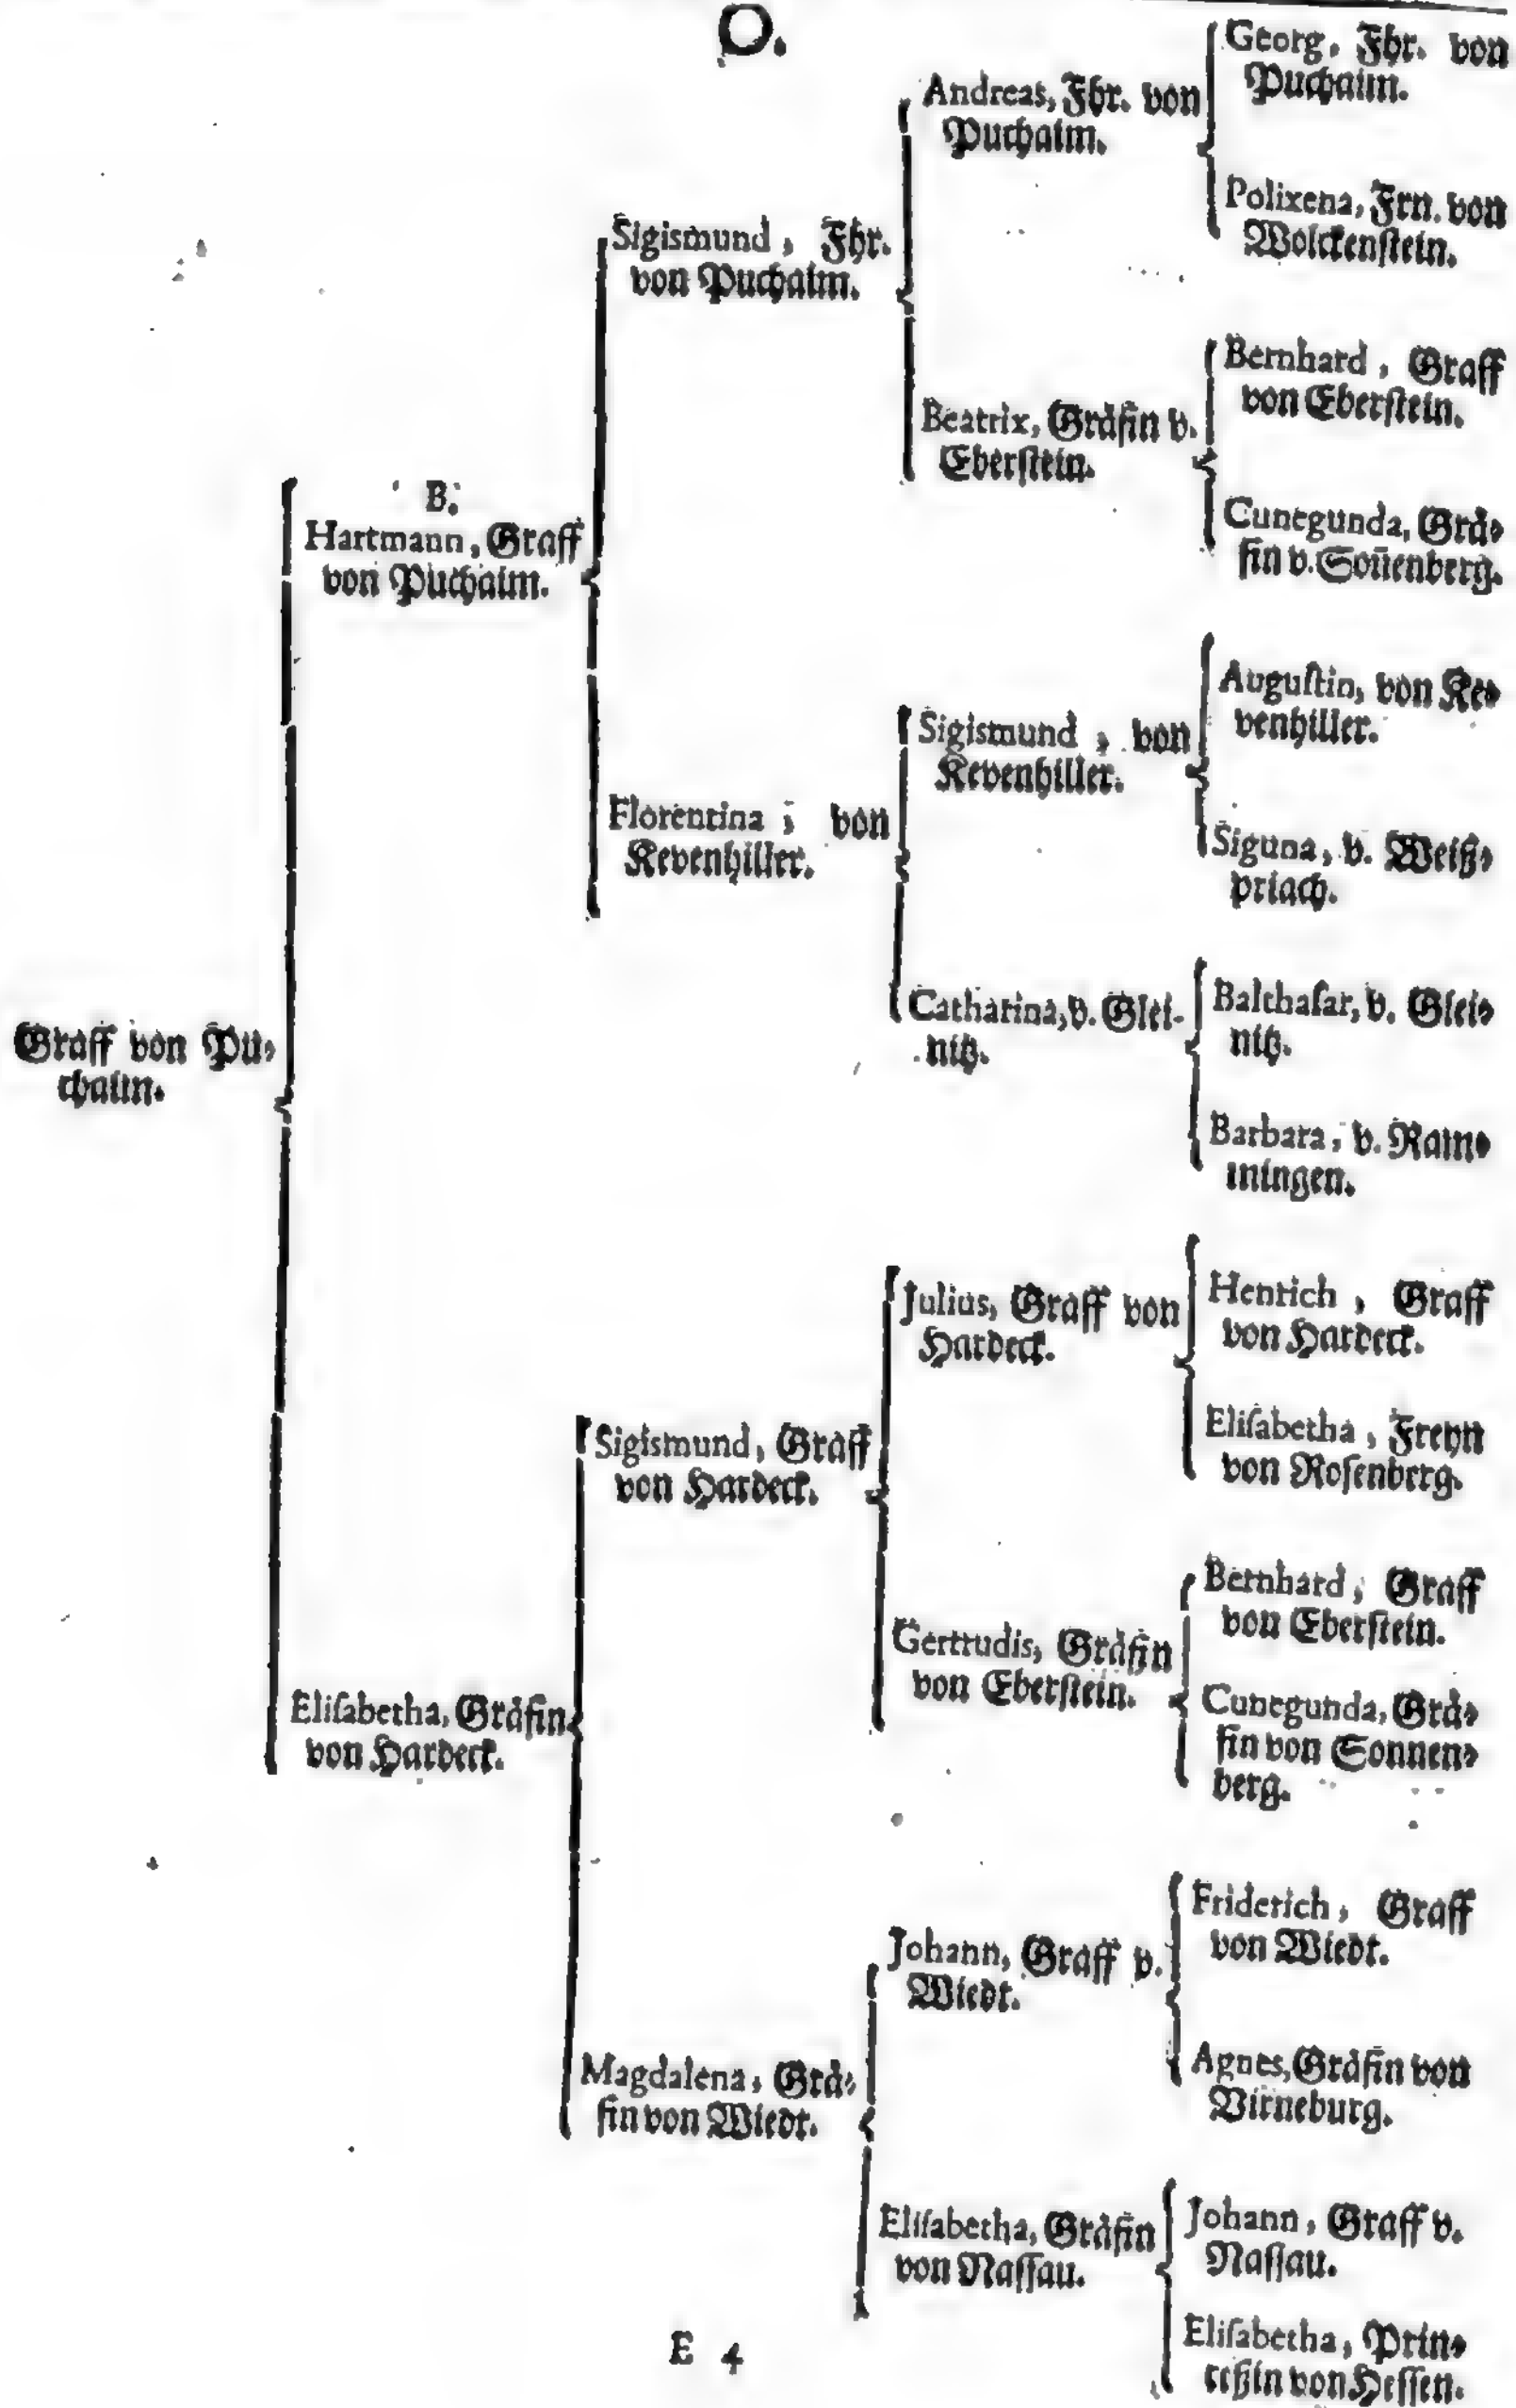 O.
Georg, Fhr. von
Puchaim.
Andreas, Fhr. von
Puchaim.
Polixena, Frn. von
Wolckenstein.
Sigismund, Fhr.
von Puchaim.
Bernhard, Graff
von Eberstein.
Beatrix, Gräfin v.
Eberstein.
Cunegunda, Grä-
fin v. Soñenberg.
B.
Hartmann, Graff
von Puchaim.
Augustin, von Ke-
venhiller.
Sigismund, von
Kevenhiller.
Siguna, v. Weiß-
priach.
Florentina, von
Kevenhiller.
Balthasar, v. Glei-
nitz.
Catharina, v. Glei-
nitz.
Barbara, v. Ram-
mingen.
Graff von Pu-
chaim.
Henrich, Graff
von Hardeck.
Julius, Graff von
Hardeck.
Elisabetha, Freyn
von Rosenberg.
Sigismund, Graff
von Hardeck.
Bernhard, Graff
von Eberstein.
Gertrudis, Gräfin
von Eberstein.
Cunegunda, Grä-
fin von Sonnen-
berg.
Elisabetha, Gräfin
von Hardeck.
Friderich, Graff
von Wiedt.
Johann, Graff v.
Wiedt.
Agnes, Gräfin von
Virneburg.
Magdalena, Grä-
fin von Wiedt.
Johann, Graff v.
Nassau.
Elisabetha, Gräfin
von Nassau.
Elisabetha, Prin-
ceßin von Hessen.
E 4